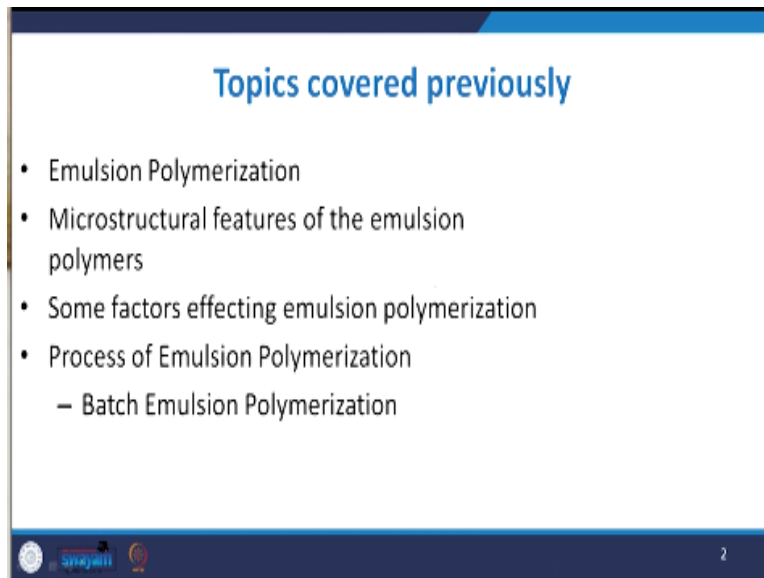 Topics covered previously
• Emulsion Polymerization
• Microstructural features of the emulsion
polymers
• Some factors effecting emulsion polymerization
• Process of Emulsion Polymerization
– Batch Emulsion Polymerization
swayam
2